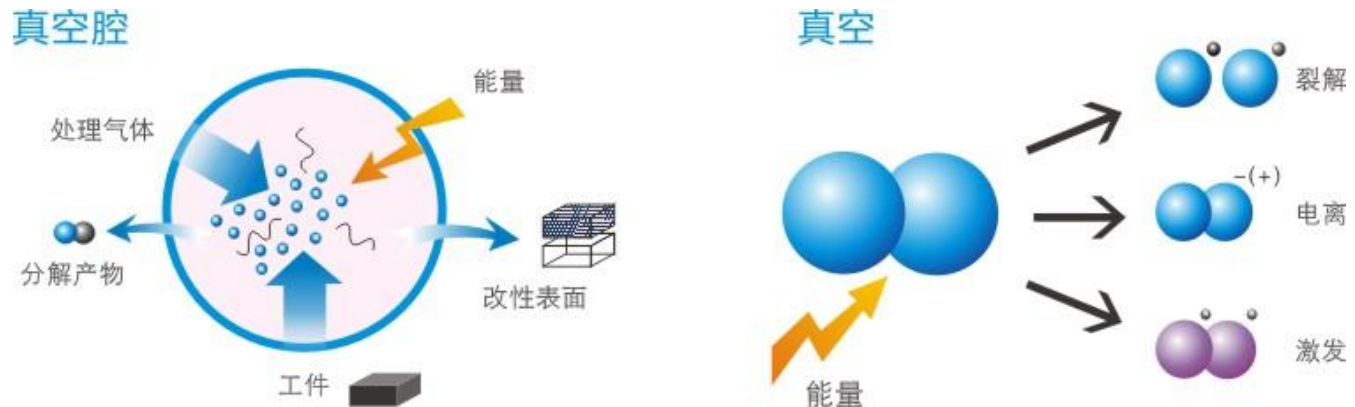 真空腔
能量
处理气体
分解产物
改性表面
工件
真空
裂解
-(+)
电离
激发
能量